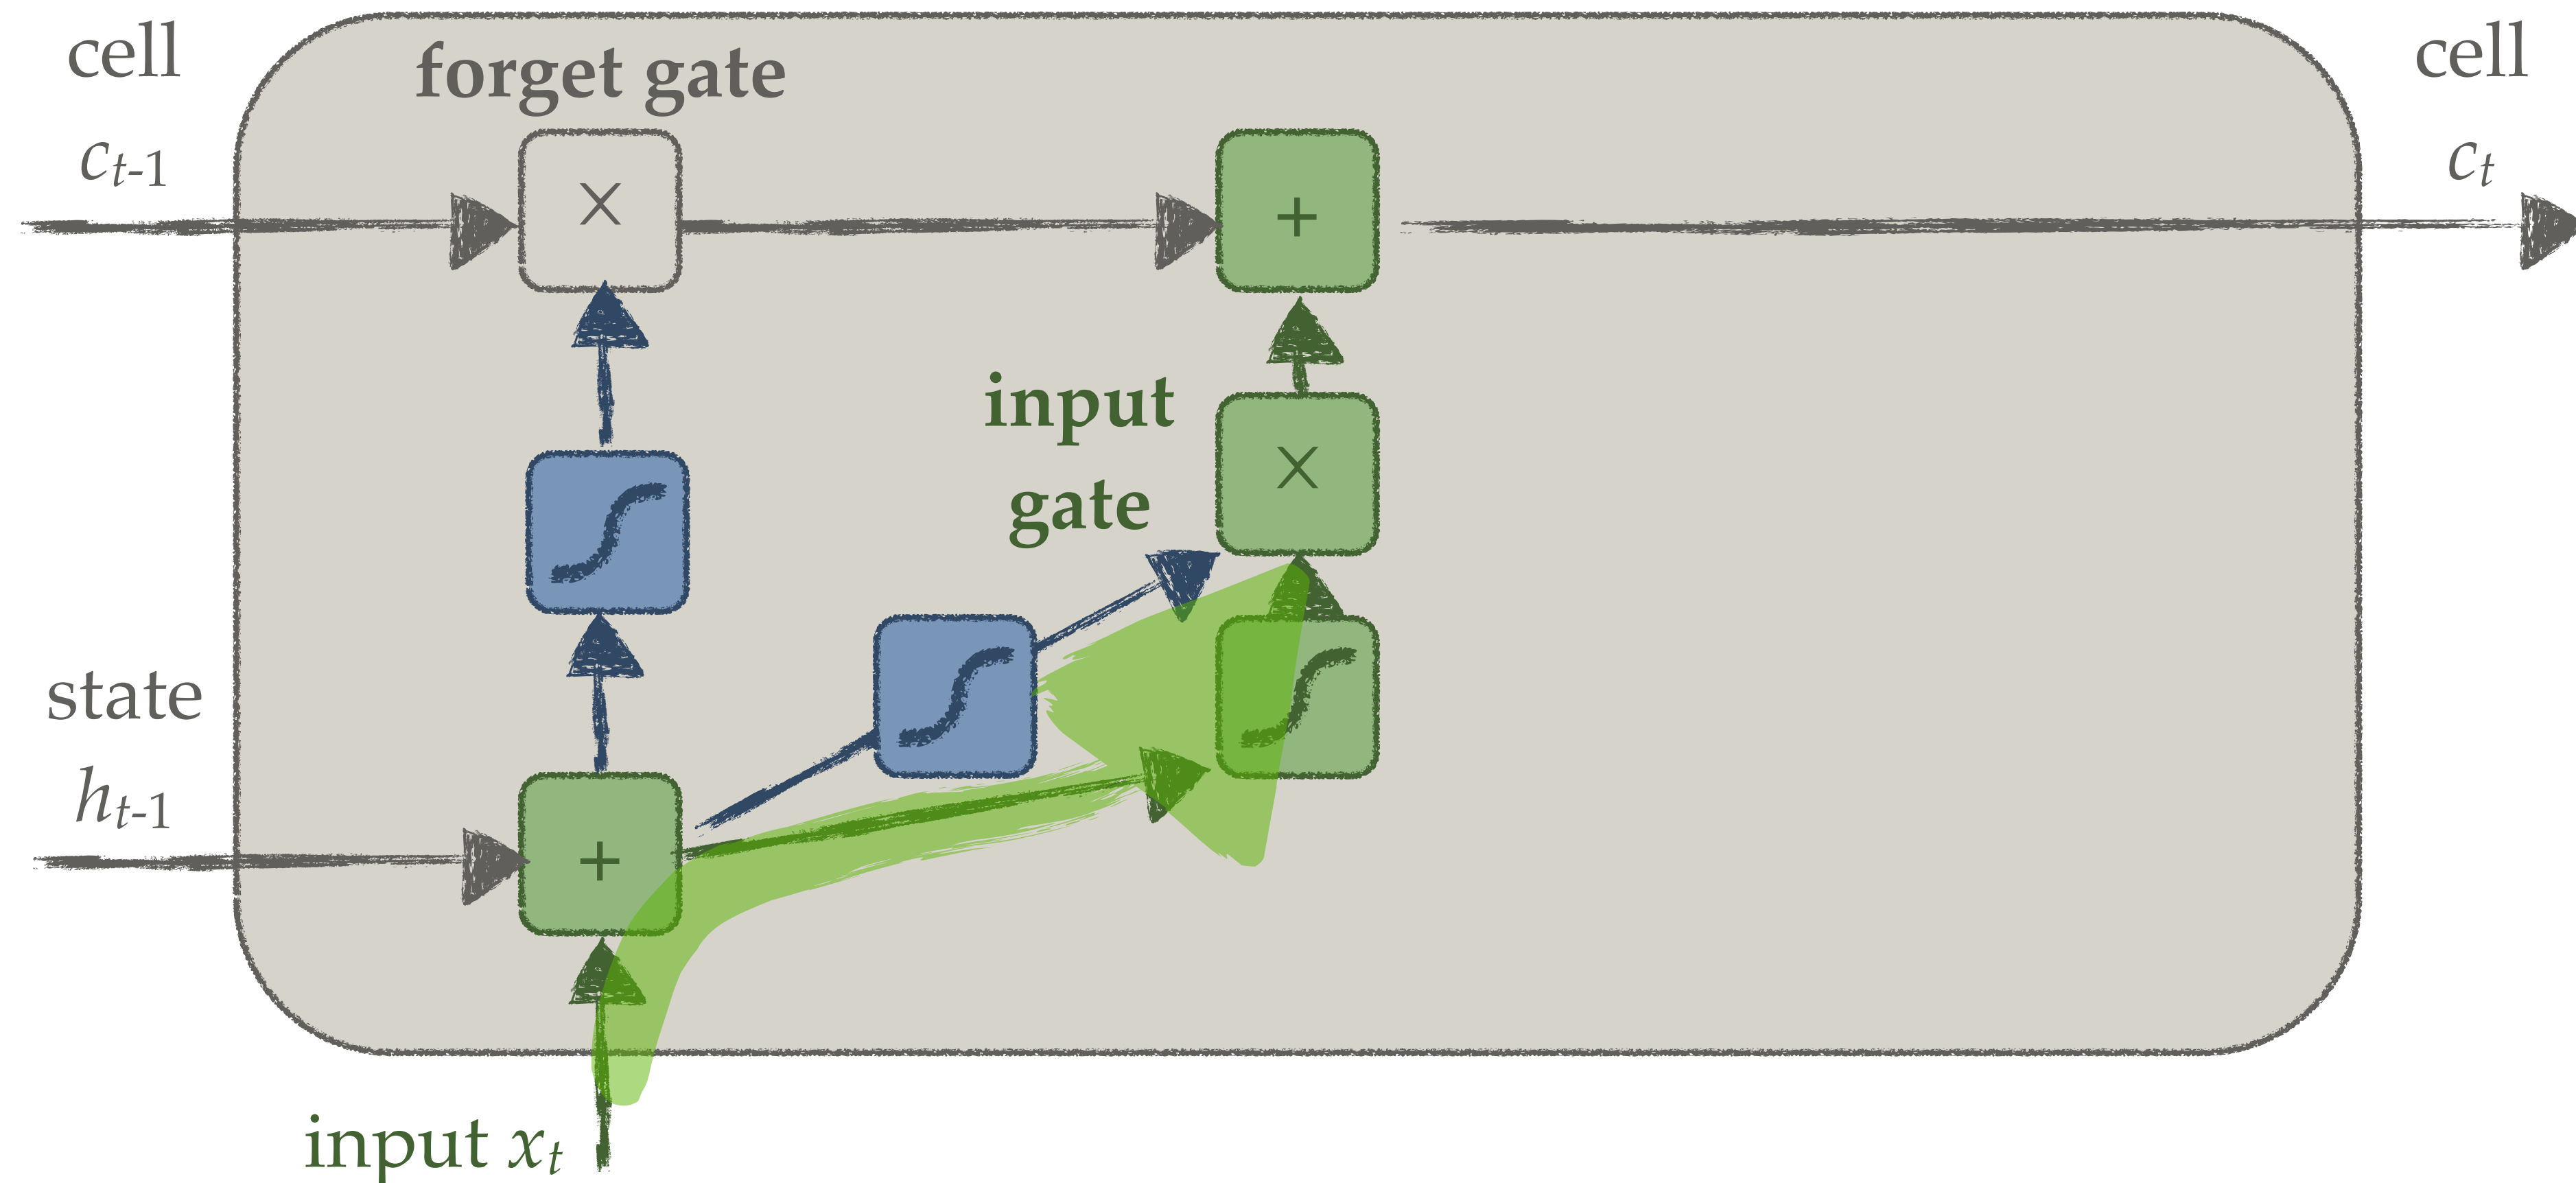 cell
c_{t-1}
forget gate
×
+
cell
c_t
input
gate
×
state
h_{t-1}
+
input x_t